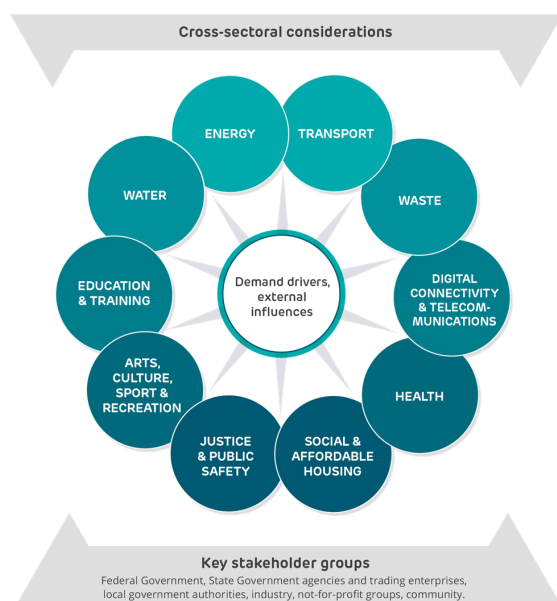 Cross-sectoral considerations
ENERGY
TRANSPORT
WATER
WASTE
EDUCATION
& TRAINING
Demand drivers,
external
influences
DIGITAL
CONNECTIVITY
& TELECOM-
MUNICATIONS
ARTS,
CULTURE,
SPORT &
RECREATION
HEALTH
JUSTICE
& PUBLIC
SAFETY
SOCIAL &
AFFORDABLE
HOUSING
Key stakeholder groups
Federal Government, State Government agencies and trading enterprises,
local government authorities, industry, not-for-profit groups, community.